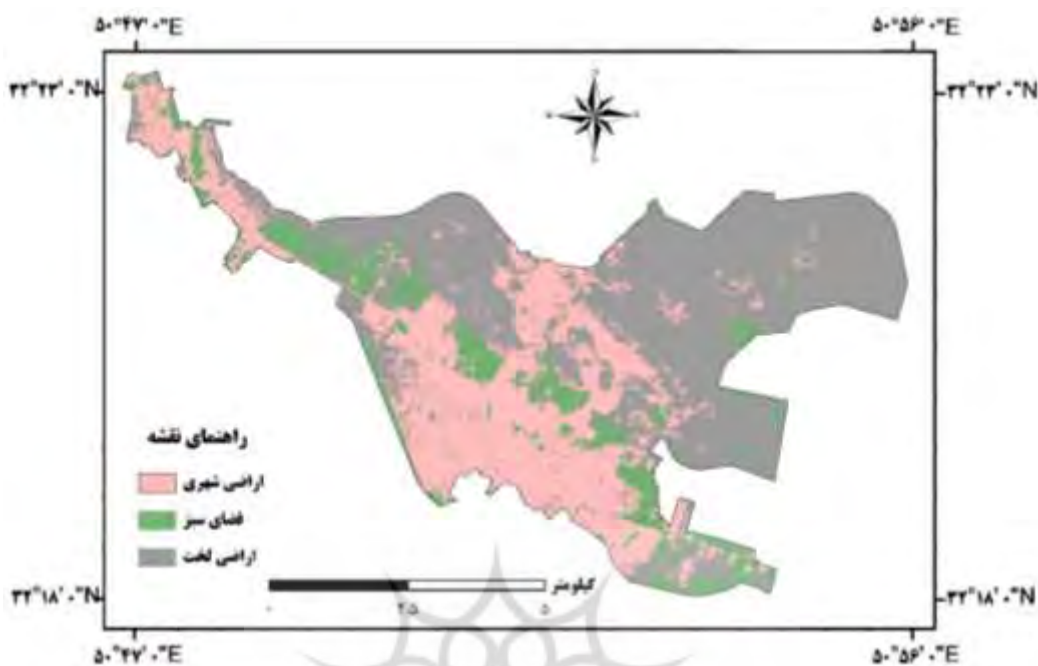 ۵۰°۴۷'۰"E ۵۰°۵۶'۰"E
۳۲°۲۳'۰"N ۳۲°۲۳'۰"N
راهنمای نقشه
اراضی شهری
فضای سبز
اراضی لخت
کیلومتر
۰ ۲.۵ ۵
۳۲°۱۸'۰"N ۳۲°۱۸'۰"N
۵۰°۴۷'۰"E ۵۰°۵۶'۰"E